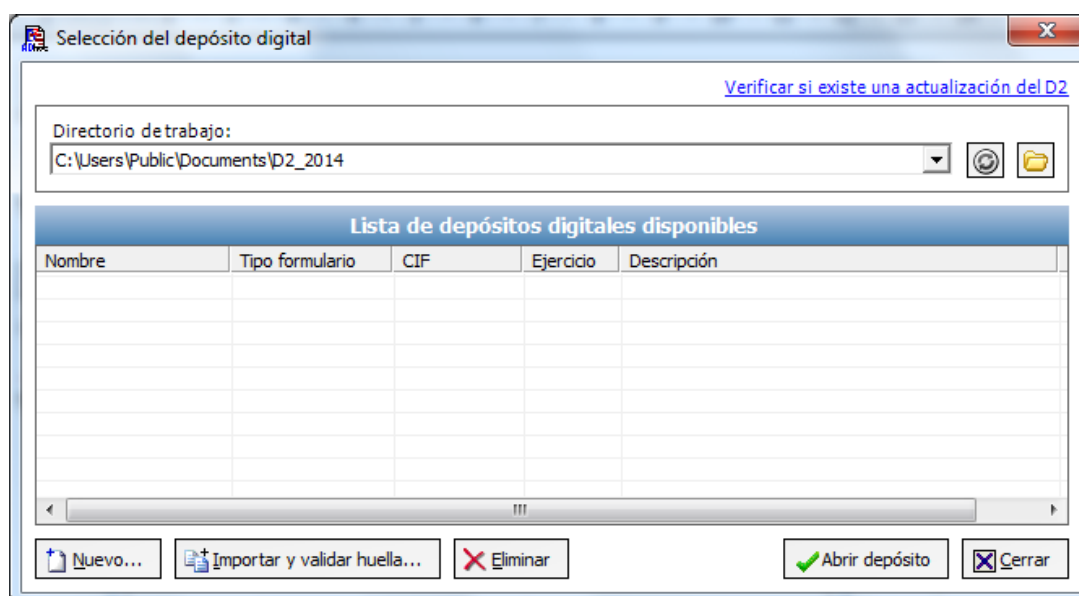 Selección del depósito digital
Verificar si existe una actualización del D2
Directorio de trabajo:
C:\Users\Public\Documents\D2_2014
Lista de depósitos digitales disponibles
Nombre Tipo formulario CIF Ejercicio Descripción
Nuevo... Importar y validar huella... Eliminar Abrir depósito Cerrar